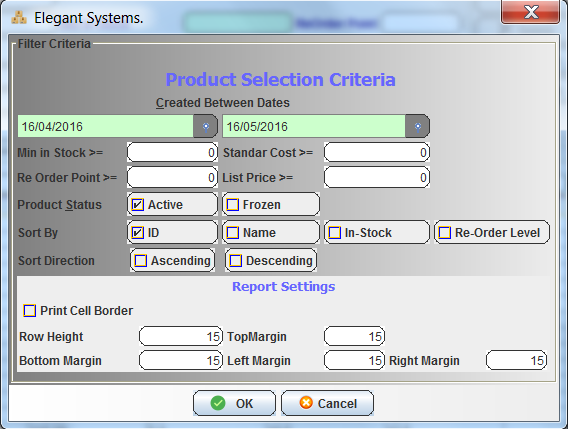 Elegant Systems.
Filter Criteria
Product Selection Criteria
Created Between Dates
16/04/2016 16/05/2016
Min in Stock >= 0 Standar Cost >= 0
Re Order Point >= 0 List Price >= 0
Product Status Active Frozen
Sort By ID Name In-Stock Re-Order Level
Sort Direction Ascending Descending
Report Settings
Print Cell Border
Row Height 15 TopMargin 15
Bottom Margin 15 Left Margin 15 Right Margin 15
OK Cancel